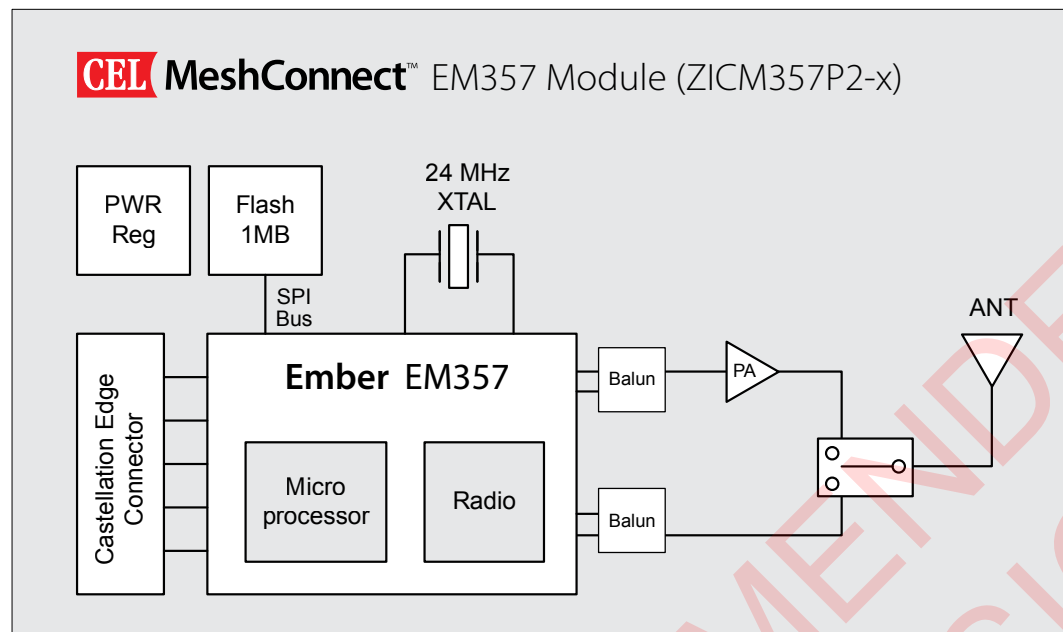 CEL MeshConnect™ EM357 Module (ZICM357P2-x)
PWR
Reg
Flash
1MB
24 MHz
XTAL
SPI
Bus
ANT
Castellation Edge
Connector
Ember EM357
Micro
processor
Radio
Balun
PA
Balun